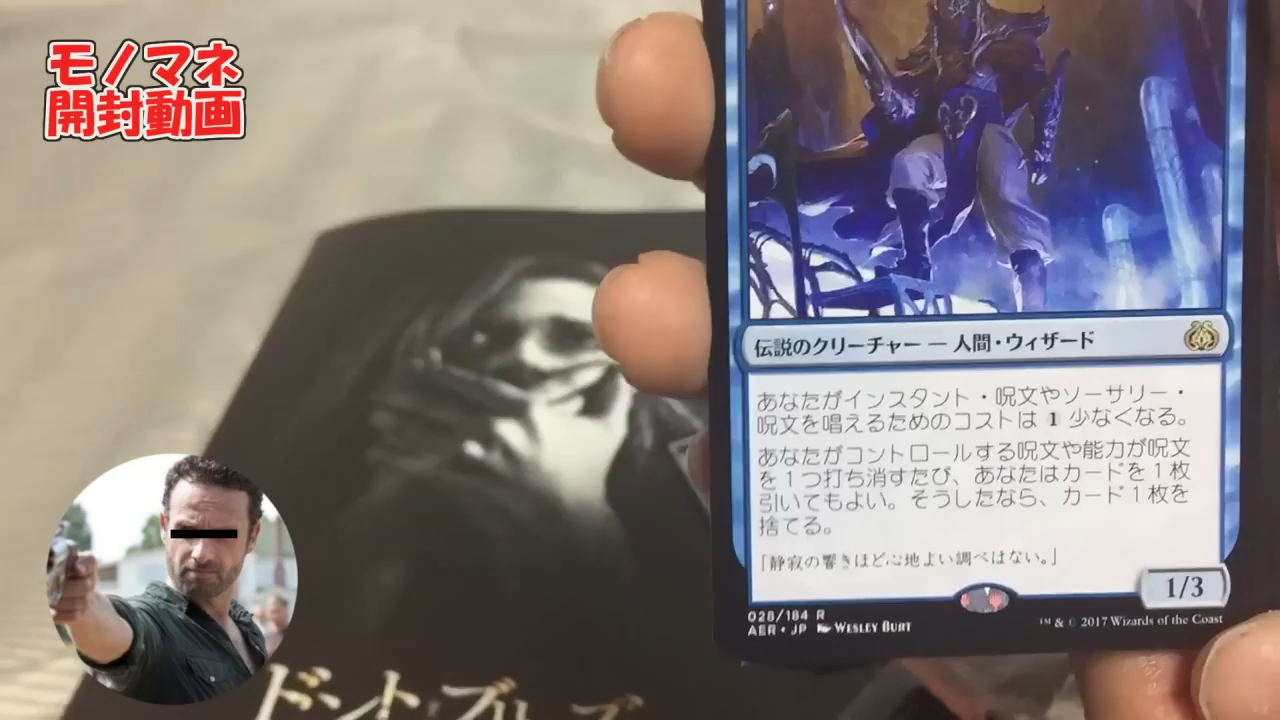 モノマネ
開封動画
伝説のクリーチャー ― 人間・ウィザード
あなたがインスタント・呪文やソーサリー・
呪文を唱えるためのコストは 1 少なくなる。
あなたがコントロールする呪文や能力が呪文
を1つ打ち消すたび、あなたはカードを1枚
引いてもよい。そうしたなら、カード1枚を
捨てる。
「静寂の響きほど心地よい調べはない。」
1/3
028/184 R
AER • JP WESLEY BURT
™ & © 2017 Wizards of the Coast
ドント・ブリーズ